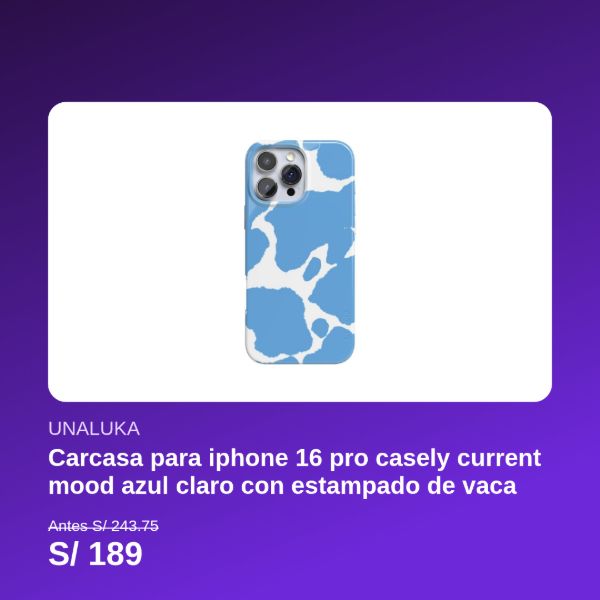 UNALUKA
Carcasa para iphone 16 pro casely current
mood azul claro con estampado de vaca
Antes S/ 243.75
S/ 189